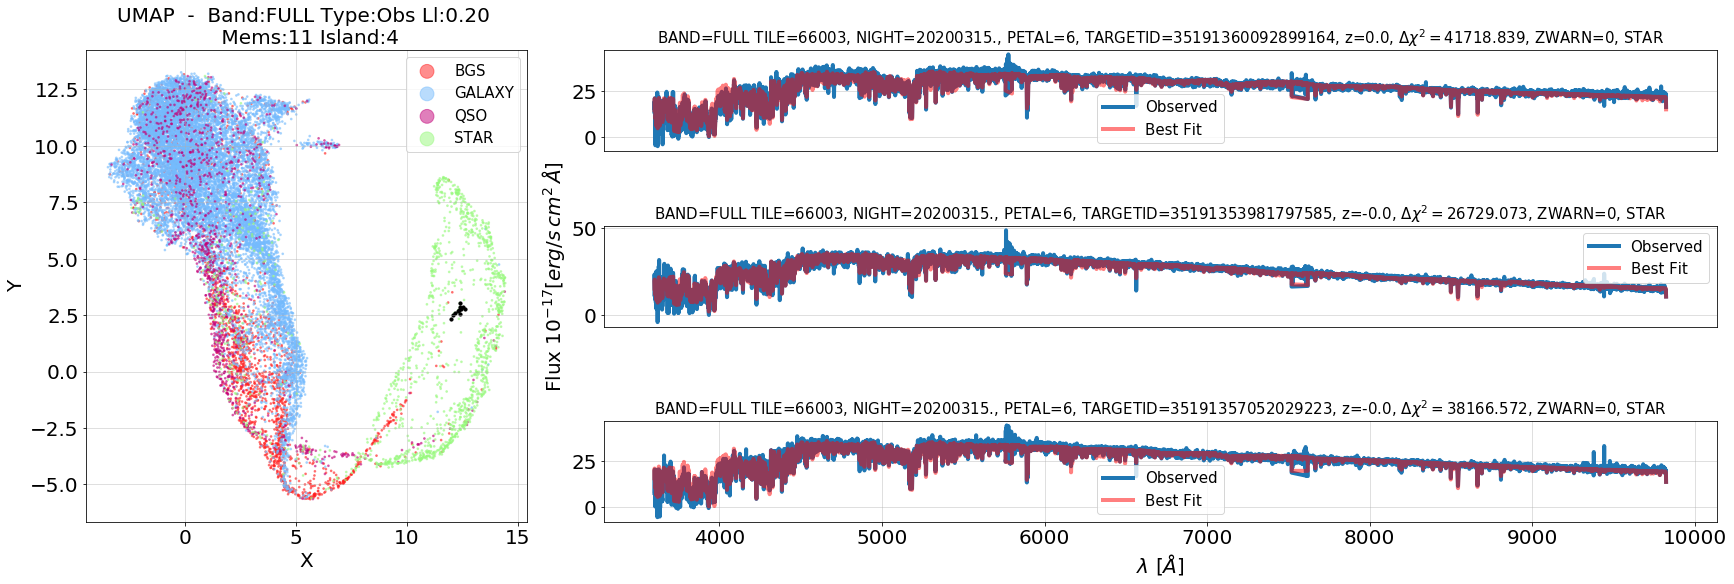 UMAP - Band:FULL Type:Obs Ll:0.20
Mems:11 Island:4
BGS
GALAXY
QSO
STAR
12.5
10.0
7.5
5.0
2.5
0.0
−2.5
−5.0
Y
0
5
10
15
X
Flux 10⁻¹⁷[erg/s cm² Å]
BAND=FULL TILE=66003, NIGHT=20200315., PETAL=6, TARGETID=35191360092899164, z=0.0, Δχ² = 41718.839, ZWARN=0, STAR
25
0
Observed
Best Fit
BAND=FULL TILE=66003, NIGHT=20200315., PETAL=6, TARGETID=35191353981797585, z=-0.0, Δχ² = 26729.073, ZWARN=0, STAR
50
25
0
Observed
Best Fit
BAND=FULL TILE=66003, NIGHT=20200315., PETAL=6, TARGETID=35191357052029223, z=-0.0, Δχ² = 38166.572, ZWARN=0, STAR
25
0
Observed
Best Fit
4000
5000
6000
7000
8000
9000
10000
λ [Å]